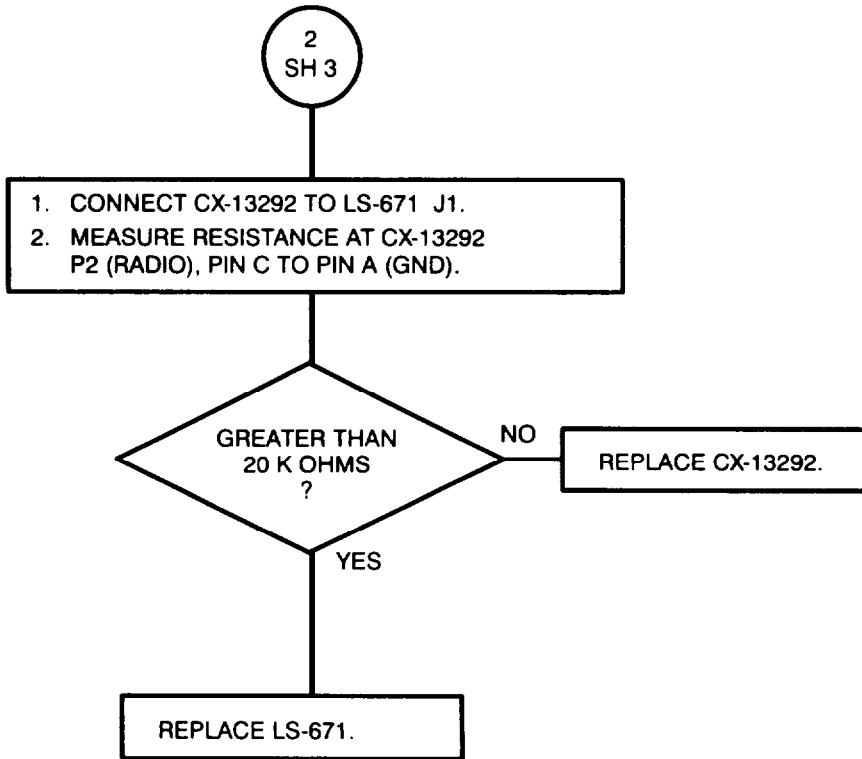 2
SH 3
1. CONNECT CX-13292 TO LS-671 J1.
2. MEASURE RESISTANCE AT CX-13292
P2 (RADIO), PIN C TO PIN A (GND).
GREATER THAN
20 K OHMS
?
NO
REPLACE CX-13292.
YES
REPLACE LS-671.